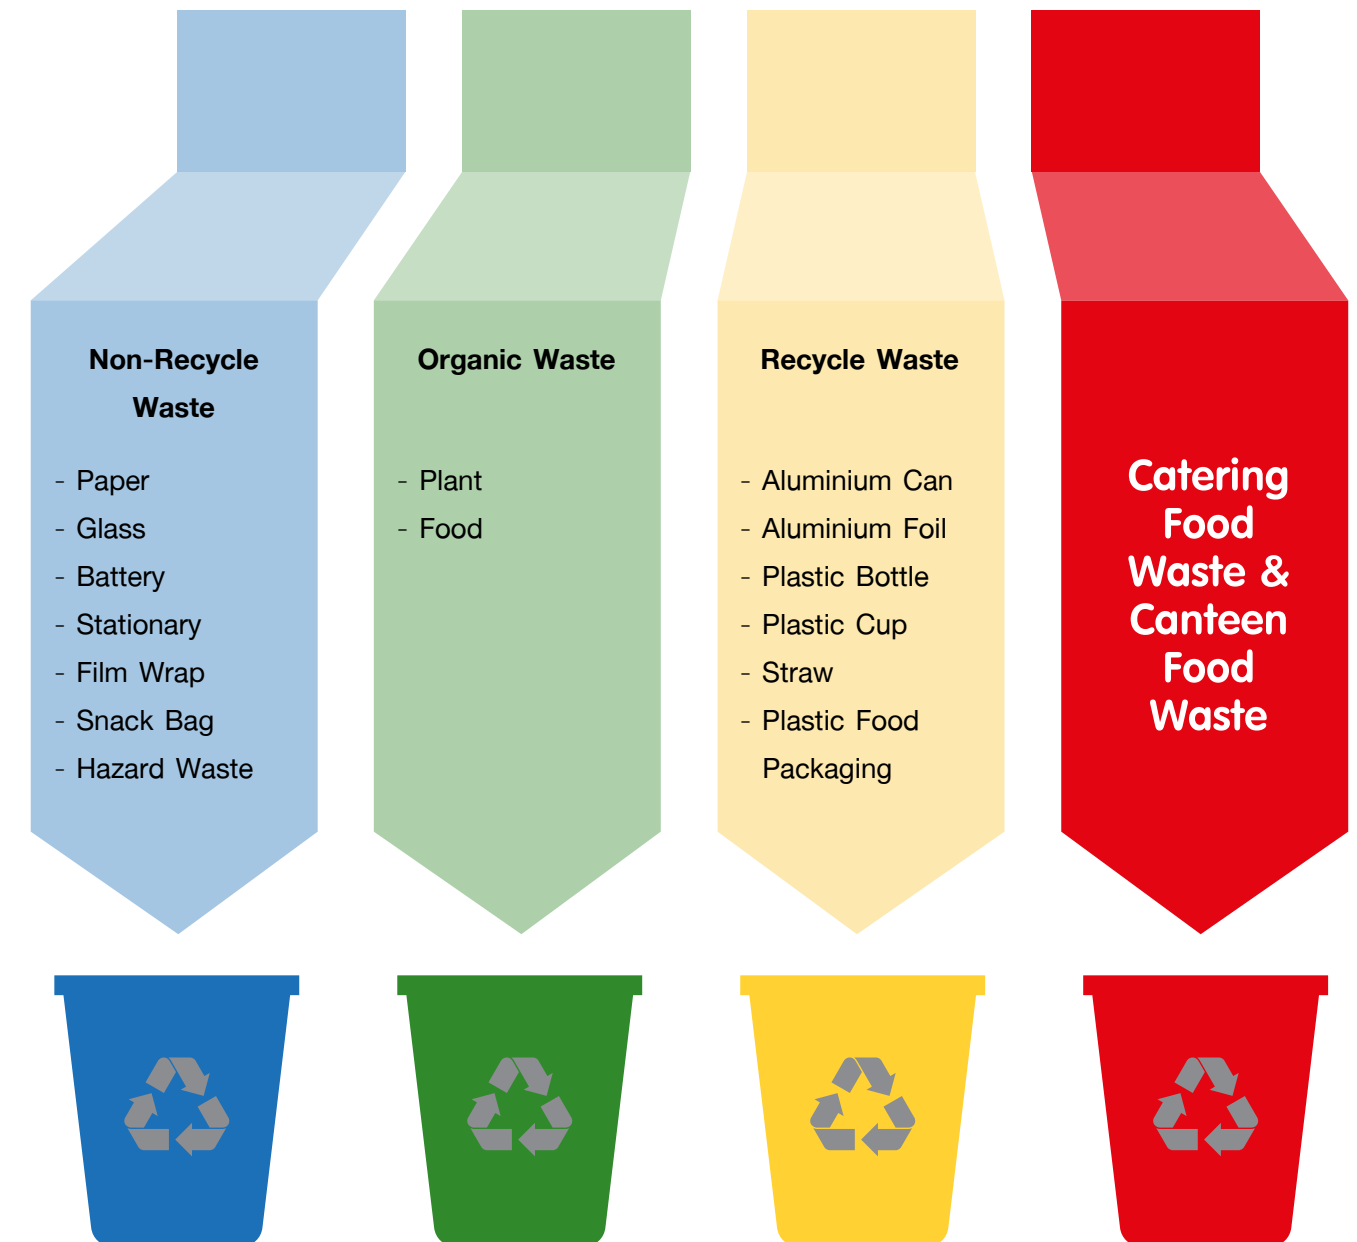 Non-Recycle
Waste
- Paper
- Glass
- Battery
- Stationary
- Film Wrap
- Snack Bag
- Hazard Waste
Organic Waste
- Plant
- Food
Recycle Waste
- Aluminium Can
- Aluminium Foil
- Plastic Bottle
- Plastic Cup
- Straw
- Plastic Food
Packaging
Catering
Food
Waste &
Canteen
Food
Waste